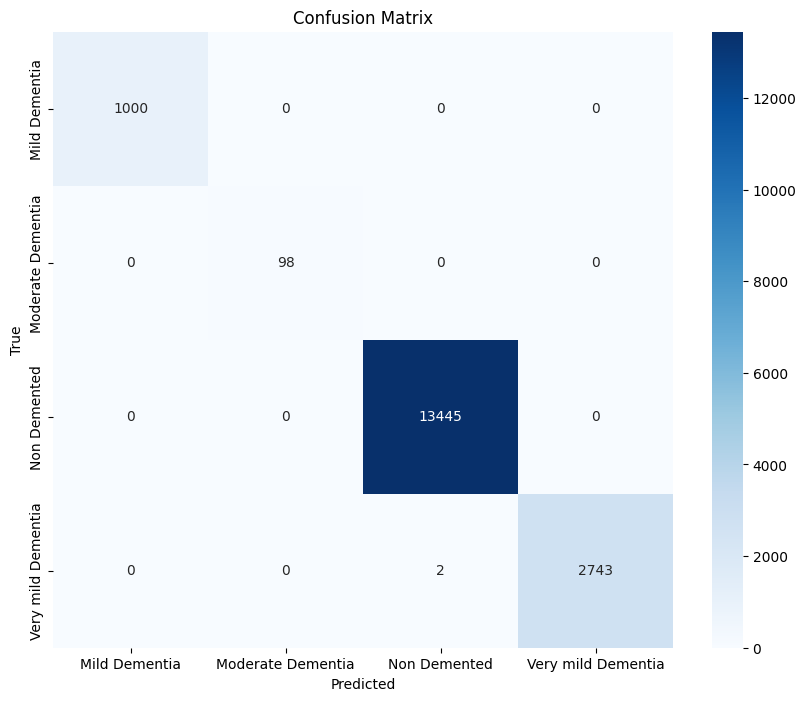 Confusion Matrix
True
Mild Dementia
1000 0 0 0
Moderate Dementia
0 98 0 0
Non Demented
0 0 13445 0
Very mild Dementia
0 0 2 2743
Mild Dementia Moderate Dementia Non Demented Very mild Dementia
Predicted
12000
10000
8000
6000
4000
2000
0